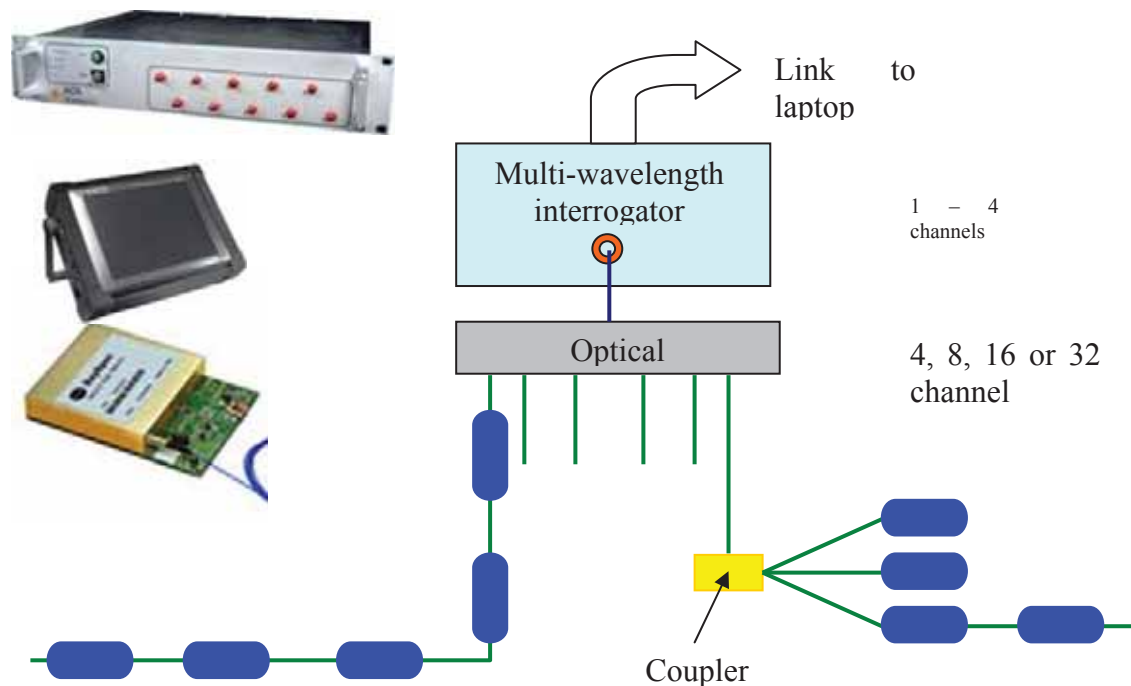 Link to
laptop
Multi-wavelength
interrogator
1 – 4
channels
Optical
4, 8, 16 or 32
channel
Coupler